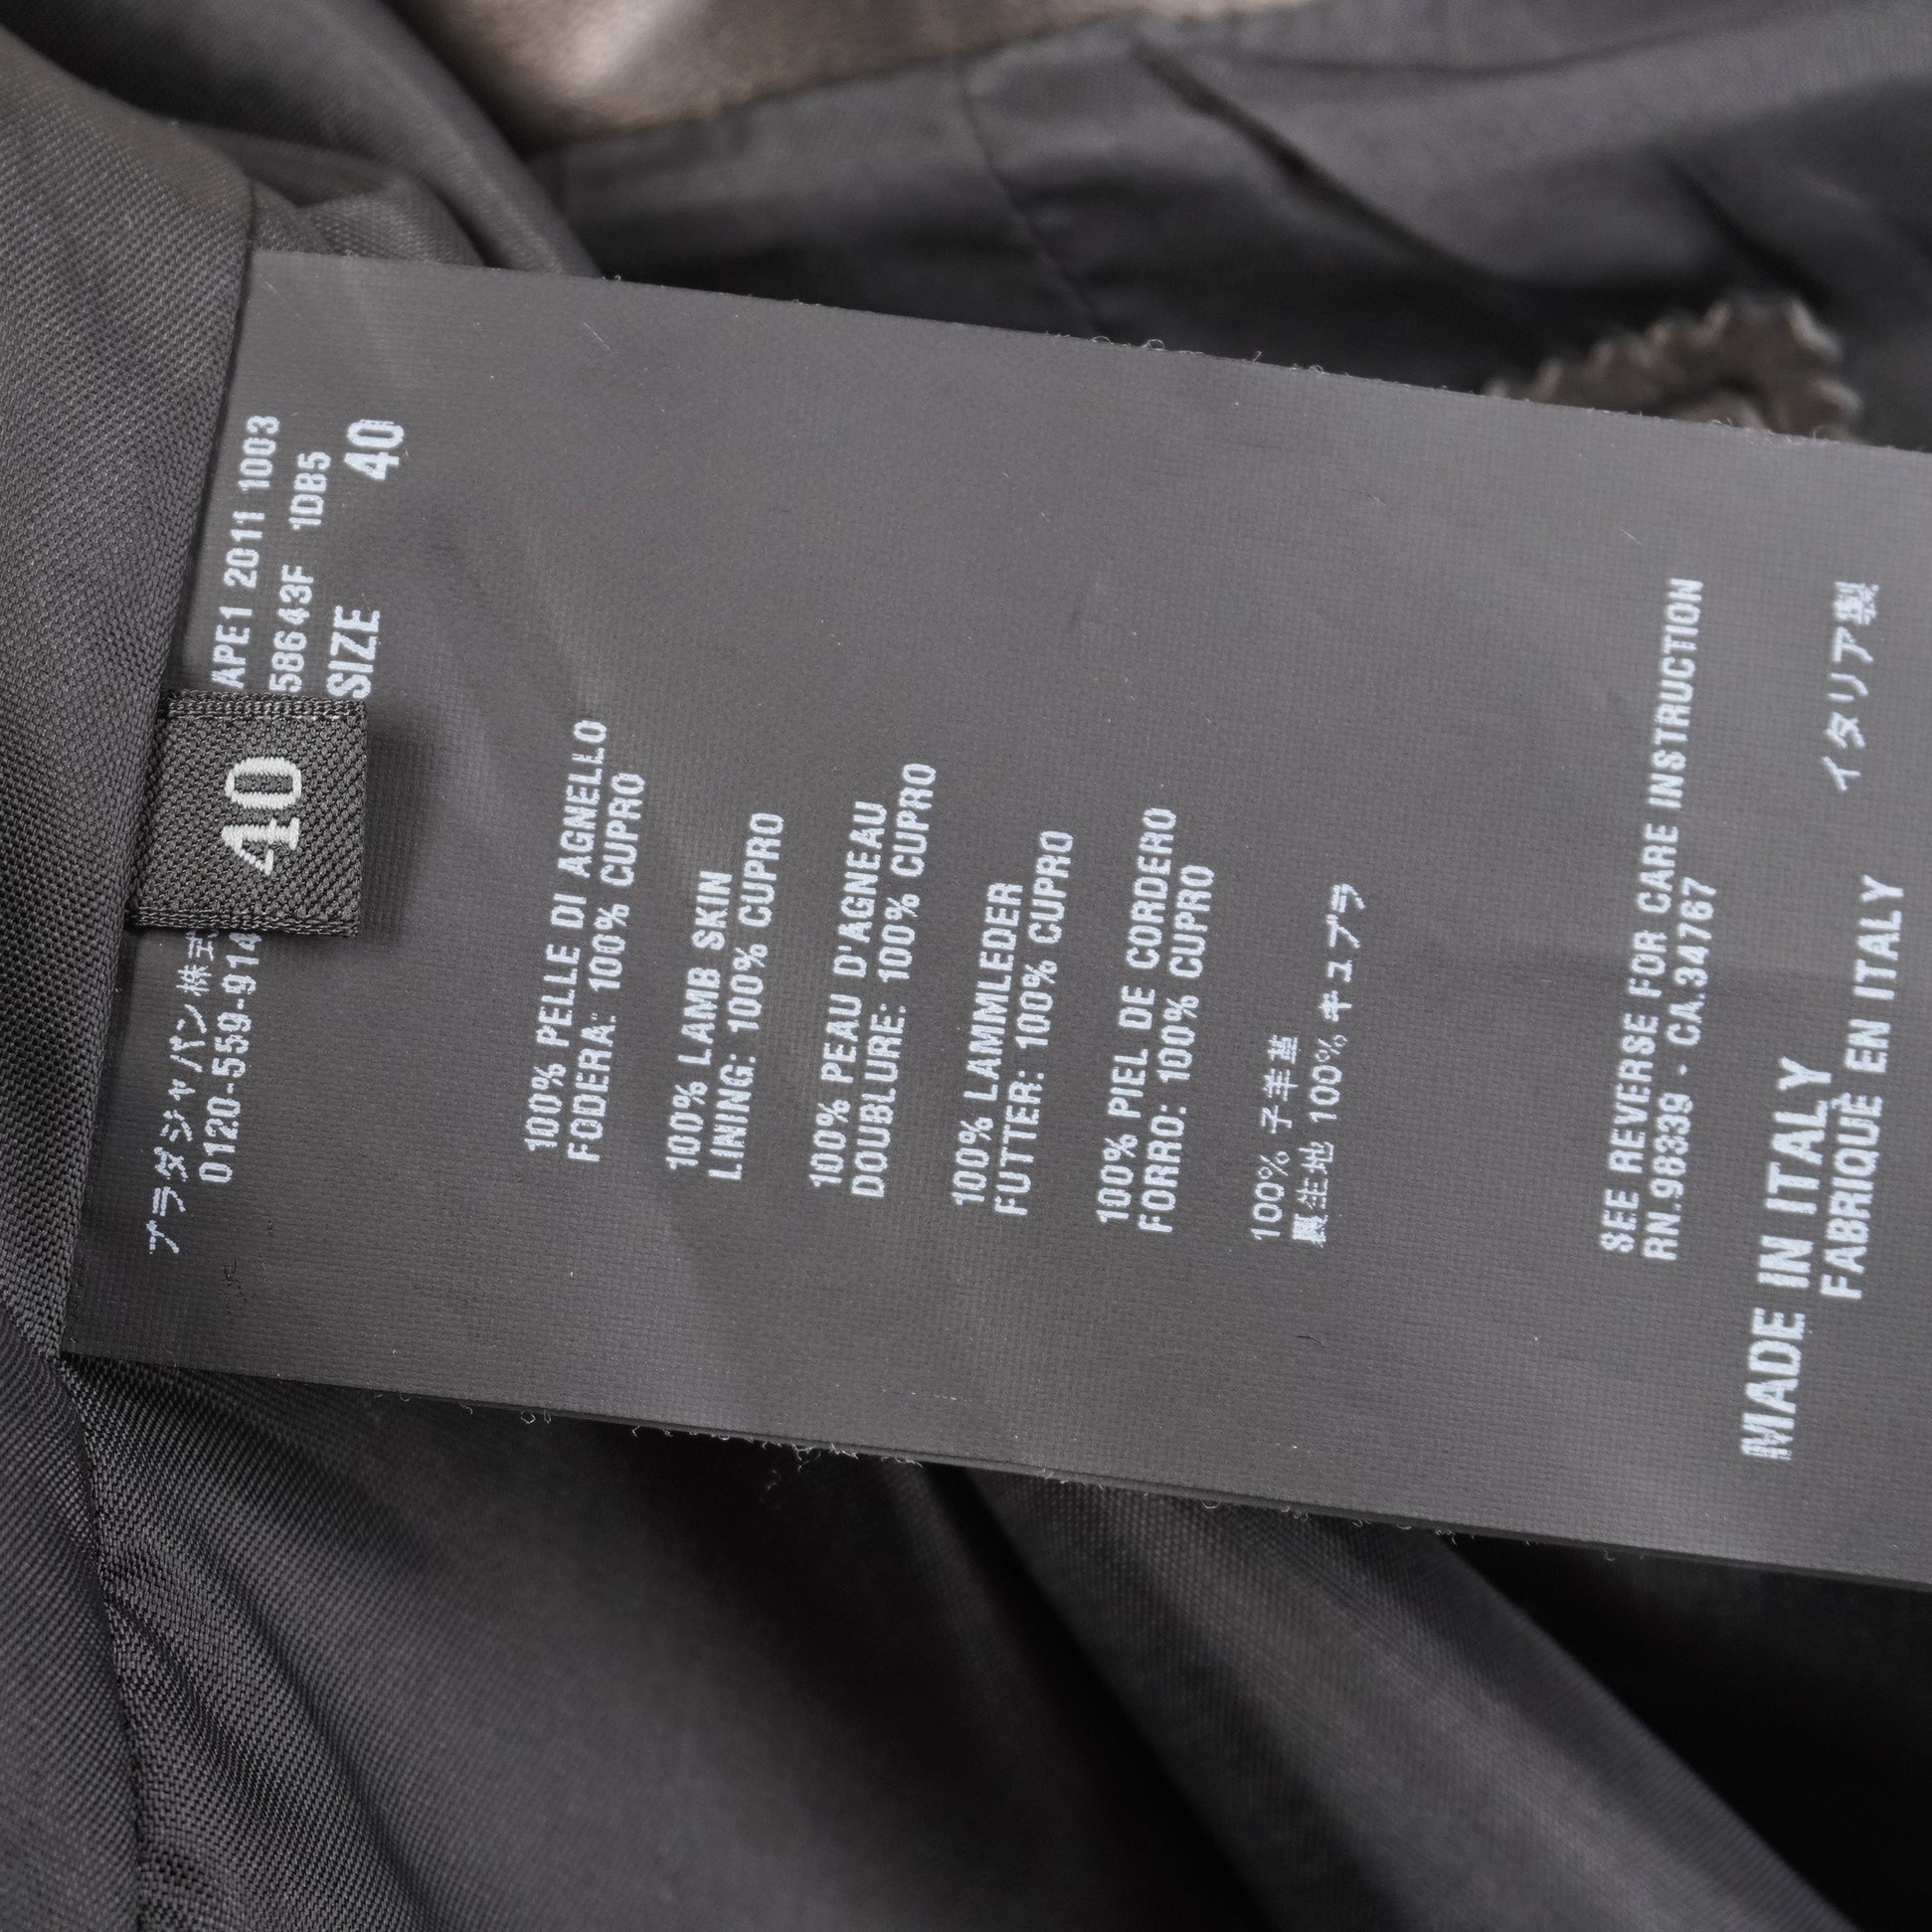 APE1 2011 1003
58643F 1DB5
SIZE 40
40
プラダジャパン株式
0120-559-914
100% PELLE DI AGNELLO
FODERA: 100% CUPRO
100% LAMB SKIN
LINING: 100% CUPRO
100% PEAU D'AGNEAU
DOUBLURE: 100% CUPRO
100% LAMMLEDER
FUTTER: 100% CUPRO
100% PIEL DE CORDERO
FORRO: 100% CUPRO
100% 子羊革
裏生地 100% キュプラ
SEE REVERSE FOR CARE INSTRUCTION
RN.98339 - CA.34767
MADE IN ITALY
FABRIQUÉ EN ITALY
イタリア製